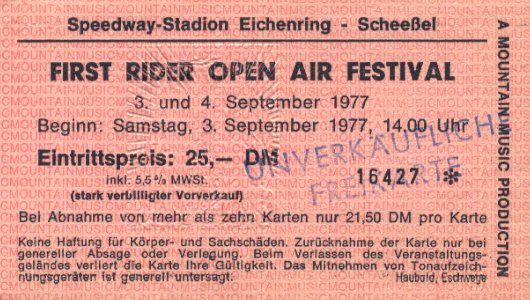 Speedway-Stadion Eichenring - Scheeßel
FIRST RIDER OPEN AIR FESTIVAL
3. und 4. September 1977
Beginn: Samstag, 3. September 1977, 14.00 Uhr
Eintrittspreis: 25,— DM
UNVERKÄUFLICH
FREIKARTE
inkl. 5,5% MWSt.
16427 *
(stark verbilligter Vorverkauf)
Bei Abnahme von mehr als zehn Karten nur 21,50 DM pro Karte
Keine Haftung für Körper- und Sachschäden. Zurücknahme der Karte nur bei
genereller Absage oder Verlegung. Beim Verlassen des Veranstaltungs-
geländes verliert die Karte ihre Gültigkeit. Das Mitnehmen von Tonaufzeich-
nungsgeräten ist generell untersagt.
Haubold, Eschwege
A MOUNTAIN MUSIC PRODUCTION